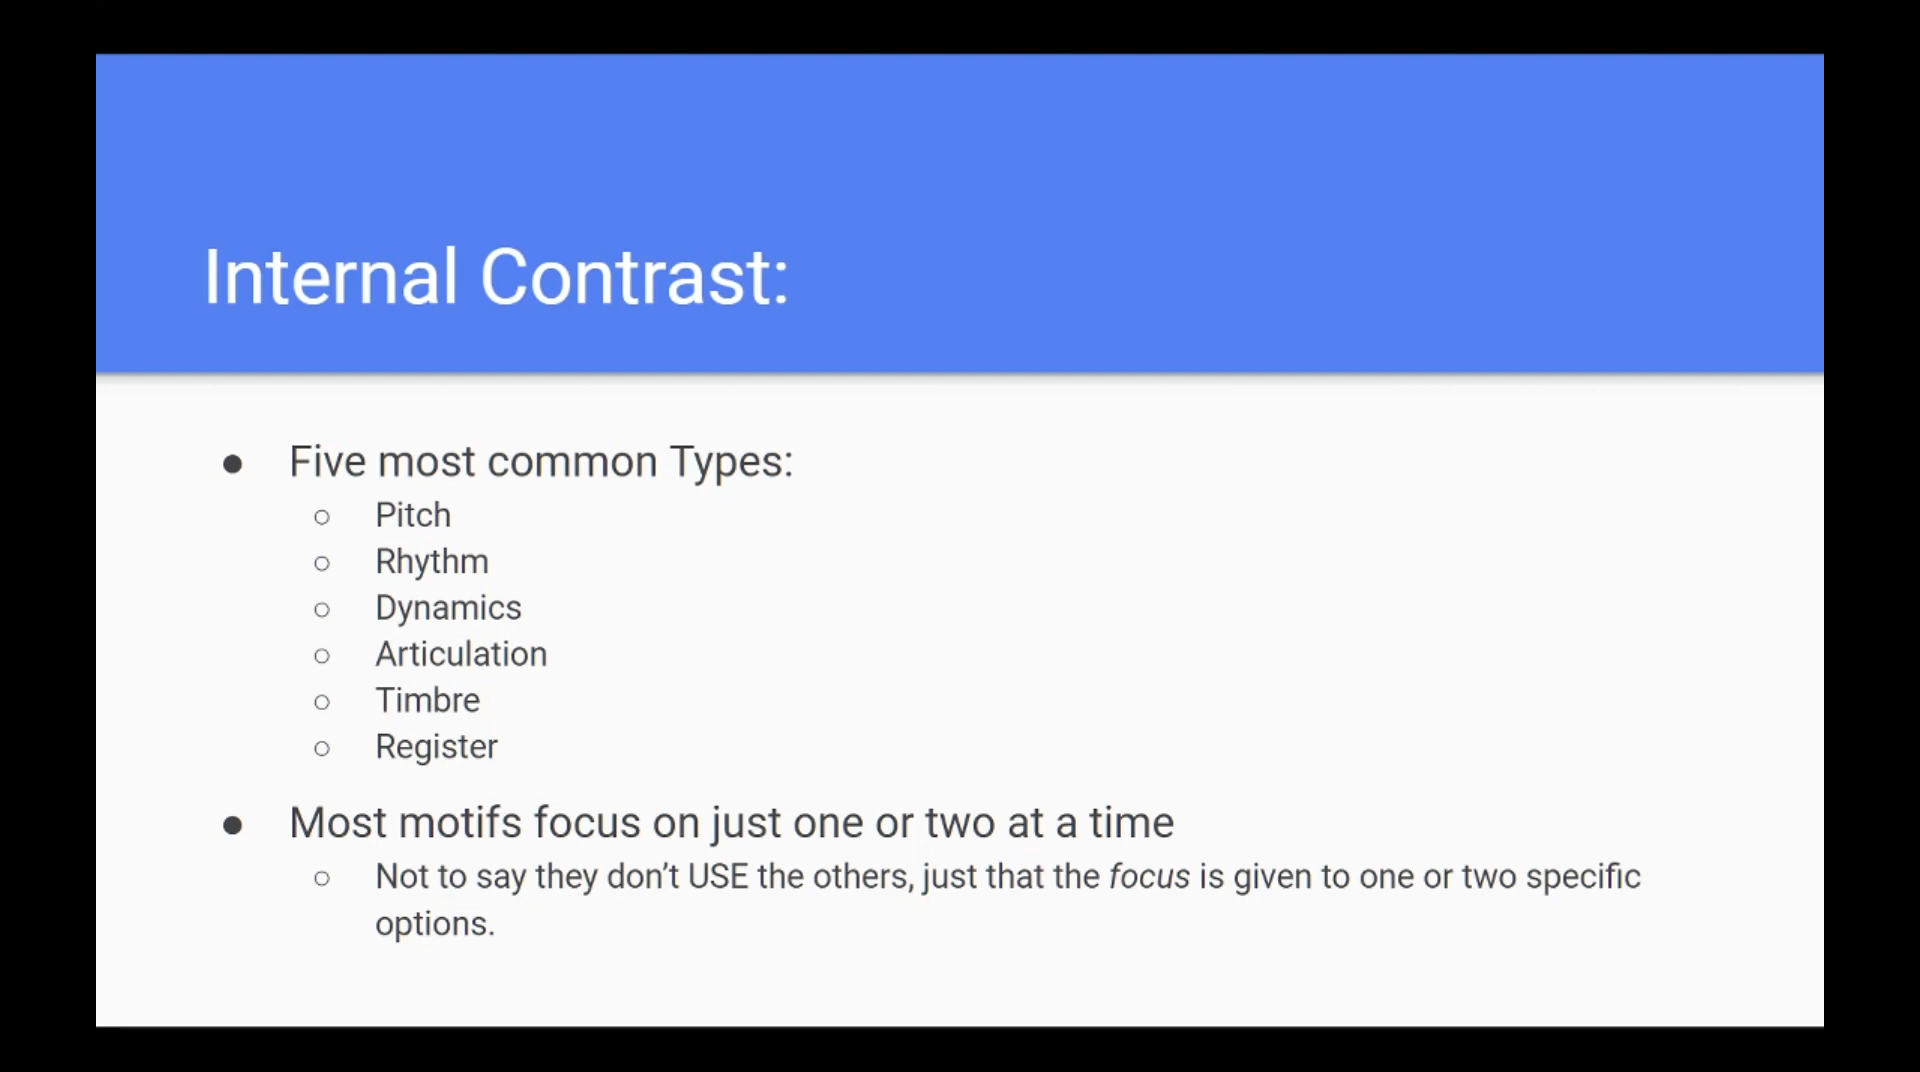 Internal Contrast:
● Five most common Types:
○ Pitch
○ Rhythm
○ Dynamics
○ Articulation
○ Timbre
○ Register
● Most motifs focus on just one or two at a time
○ Not to say they don’t USE the others, just that the focus is given to one or two specific
options.